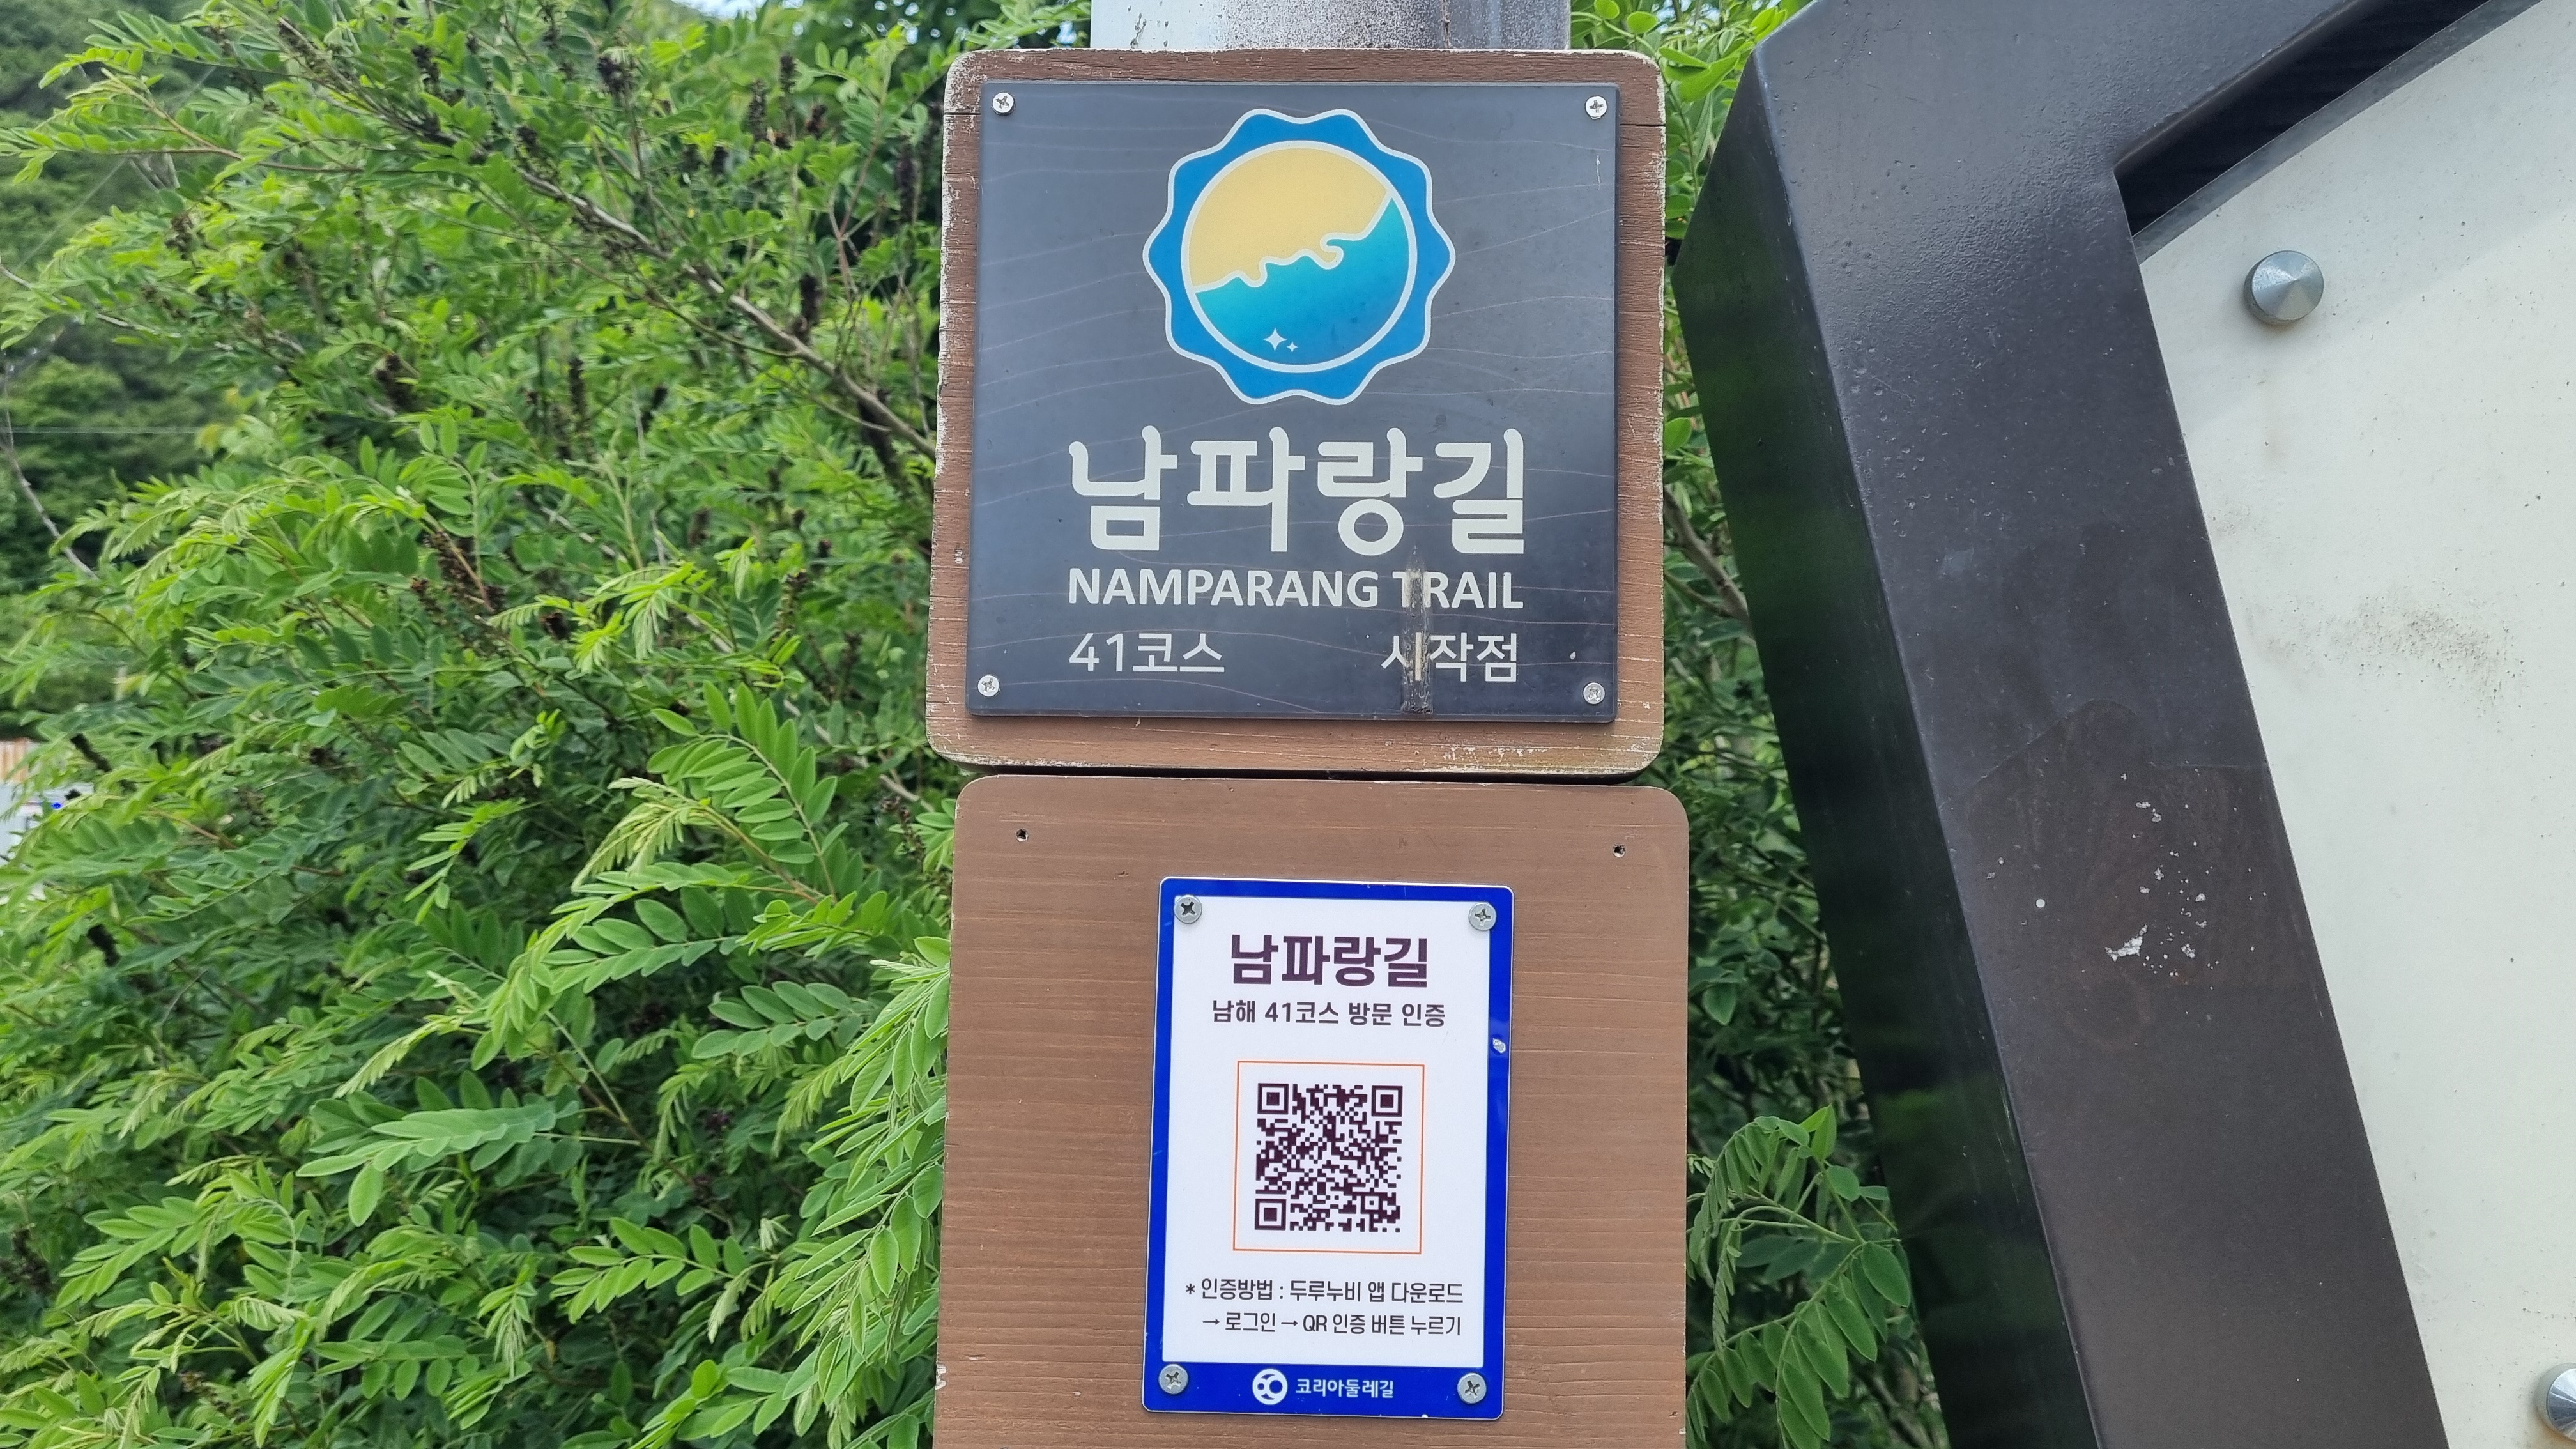 남파랑길
NAMPARANG TRAIL
41코스 시작점
남파랑길
남해 41코스 방문 인증
* 인증방법 : 두루누비 앱 다운로드
→ 로그인 → QR 인증 버튼 누르기
코리아둘레길